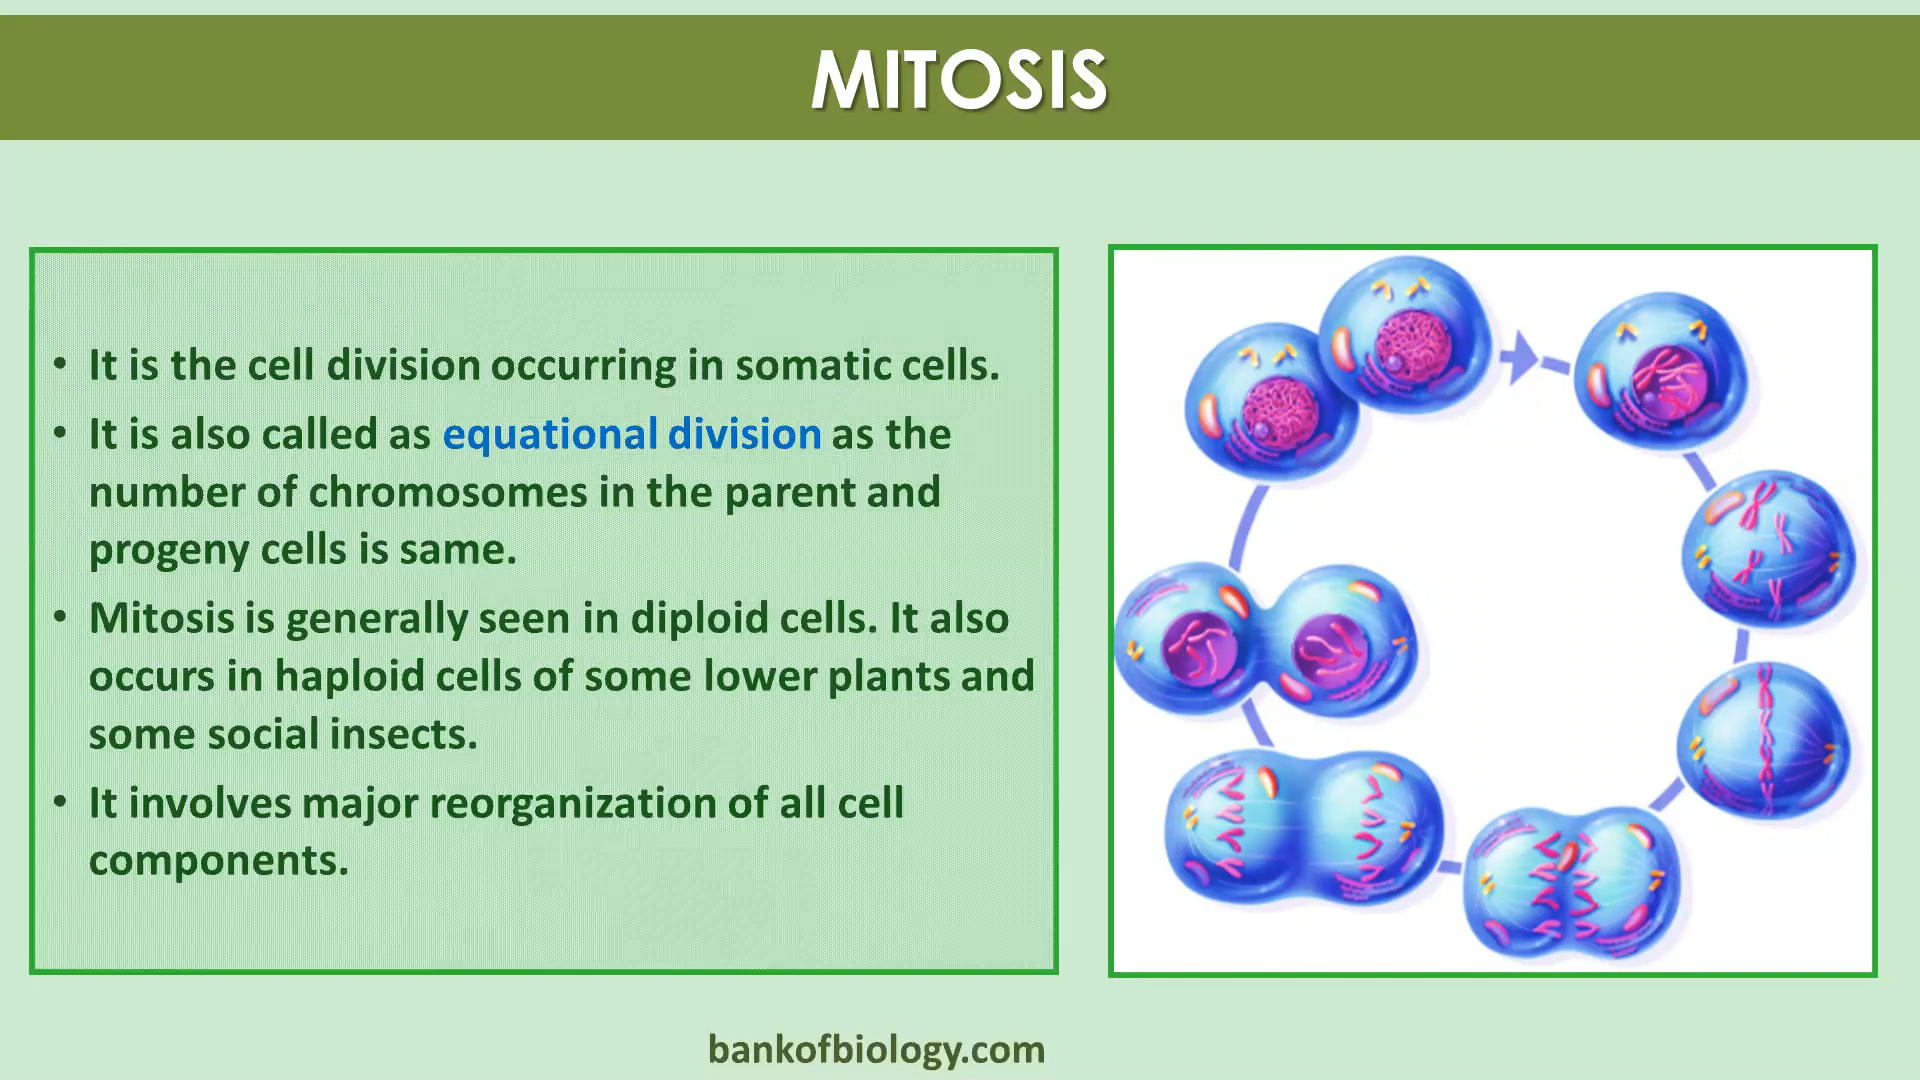 MITOSIS
• It is the cell division occurring in somatic cells.
• It is also called as equational division as the
number of chromosomes in the parent and
progeny cells is same.
• Mitosis is generally seen in diploid cells. It also
occurs in haploid cells of some lower plants and
some social insects.
• It involves major reorganization of all cell
components.
bankofbiology.com